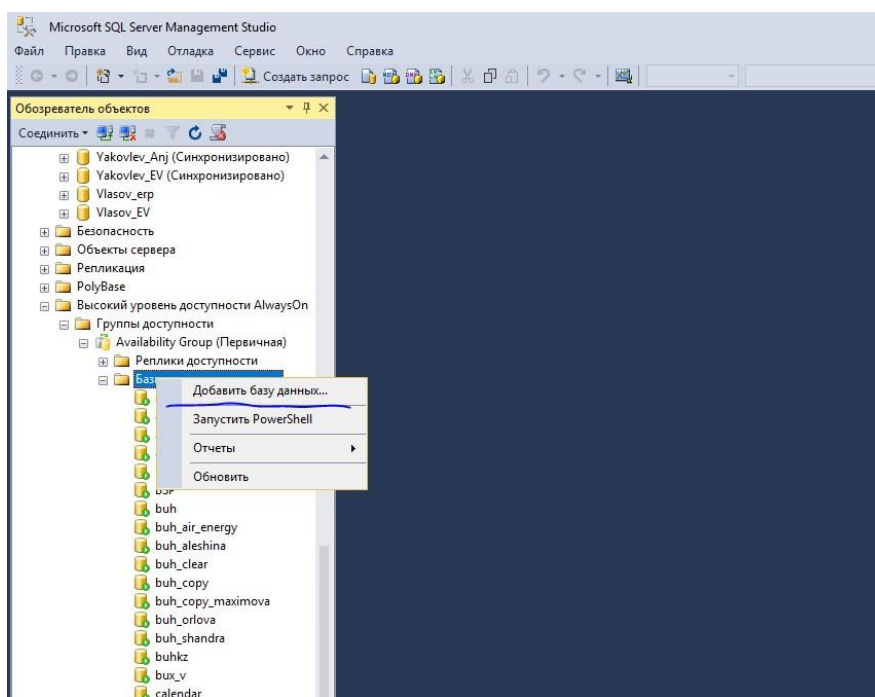 Microsoft SQL Server Management Studio
Файл Правка Вид Отладка Сервис Окно Справка
Создать запрос
Обозреватель объектов
Соединить
Yakovlev_Anj (Синхронизировано)
Yakovlev_EV (Синхронизировано)
Vlasov_erp
Vlasov_EV
Безопасность
Объекты сервера
Репликация
PolyBase
Высокий уровень доступности AlwaysOn
Группы доступности
Availability Group (Первичная)
Реплики доступности
Добавить базу данных...
Запустить PowerShell
Отчеты
Обновить
buh
buh_air_energy
buh_aleshina
buh_clear
buh_copy
buh_copy_maximova
buh_orlova
buh_shandra
buhkz
bux_v
calendar